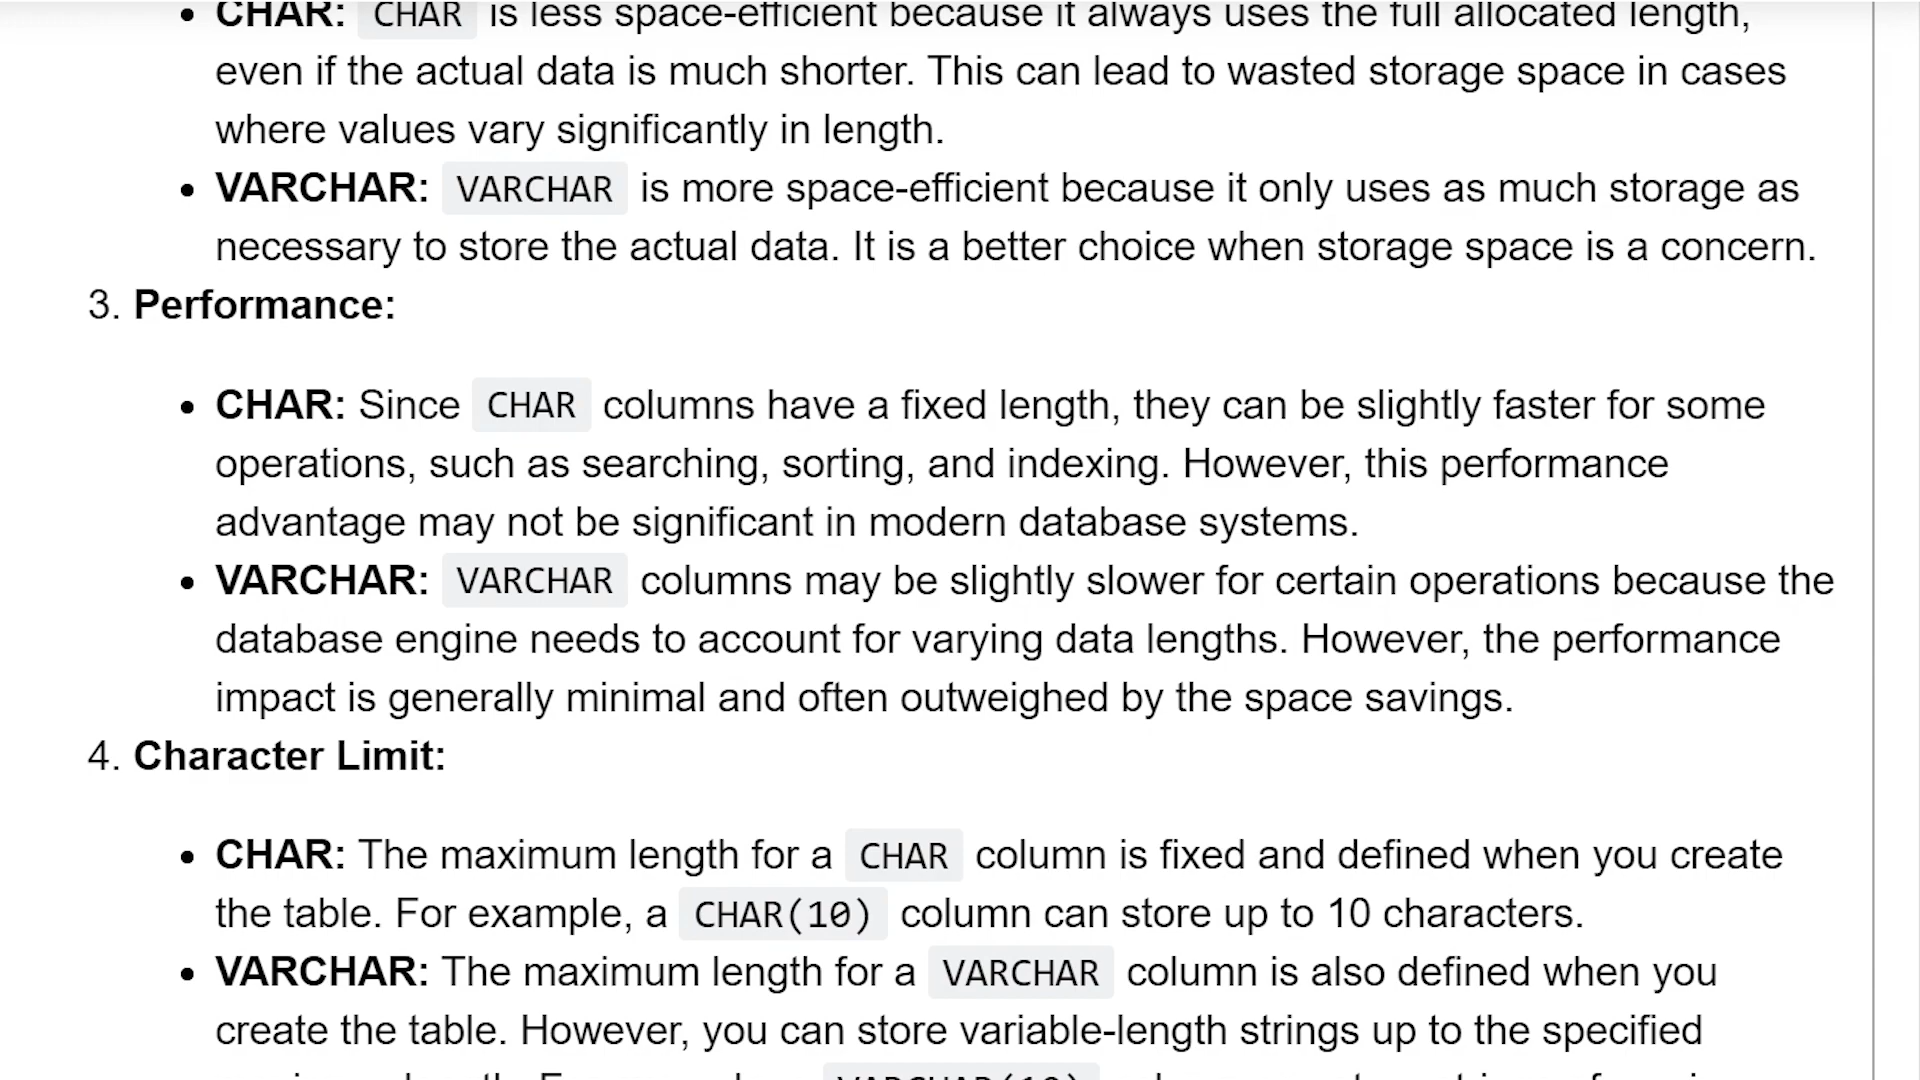 • CHAR: CHAR is less space-efficient because it always uses the full allocated length,
even if the actual data is much shorter. This can lead to wasted storage space in cases
where values vary significantly in length.
• VARCHAR: VARCHAR is more space-efficient because it only uses as much storage as
necessary to store the actual data. It is a better choice when storage space is a concern.
3. Performance:
• CHAR: Since CHAR columns have a fixed length, they can be slightly faster for some
operations, such as searching, sorting, and indexing. However, this performance
advantage may not be significant in modern database systems.
• VARCHAR: VARCHAR columns may be slightly slower for certain operations because the
database engine needs to account for varying data lengths. However, the performance
impact is generally minimal and often outweighed by the space savings.
4. Character Limit:
• CHAR: The maximum length for a CHAR column is fixed and defined when you create
the table. For example, a CHAR(10) column can store up to 10 characters.
• VARCHAR: The maximum length for a VARCHAR column is also defined when you
create the table. However, you can store variable-length strings up to the specified
VARCHAR(10)